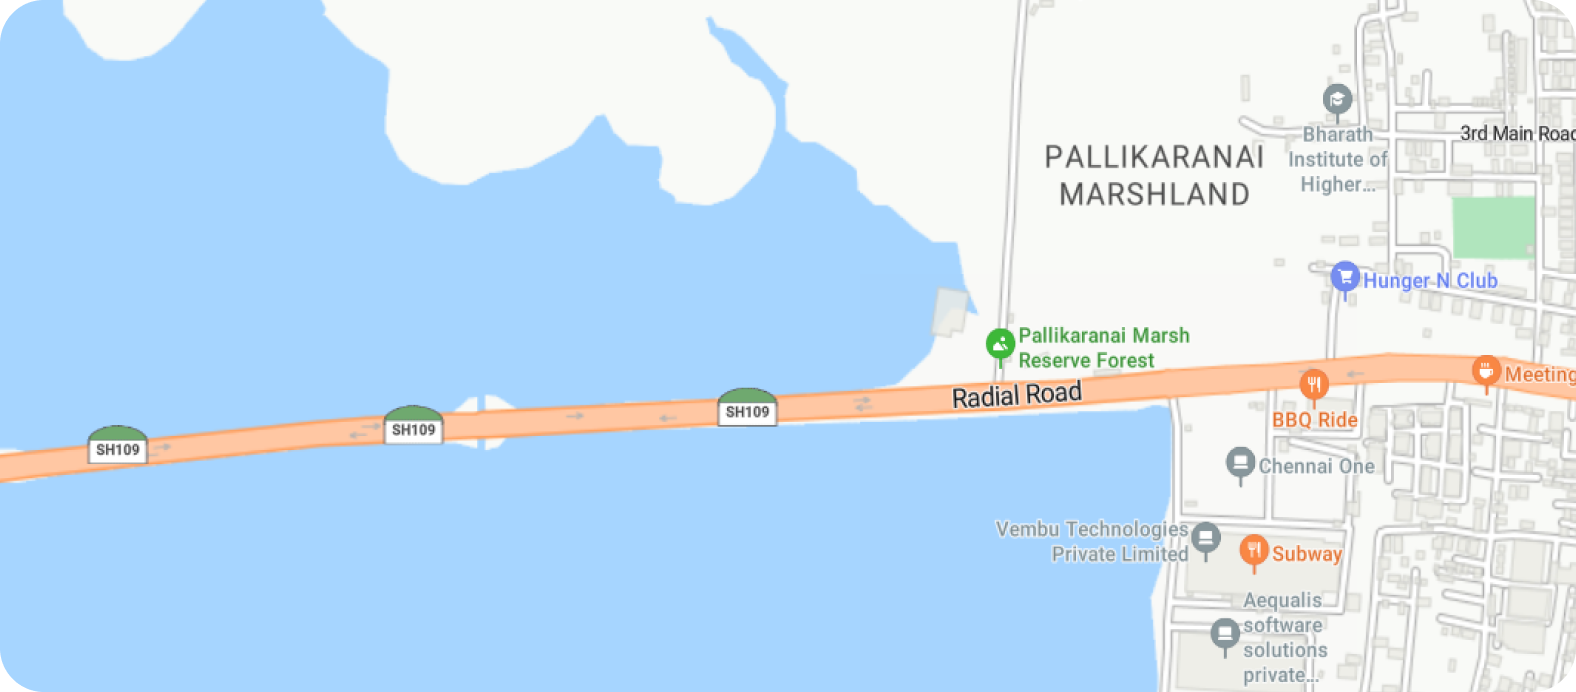 3rd Main Road
Bharath
Institute of
Higher...
PALLIKARANAI
MARSHLAND
Hunger N Club
Pallikaranai Marsh
Reserve Forest
Meeting
Radial Road
SH109
SH109
SH109
BBQ Ride
Chennai One
Vembu Technologies
Private Limited
Subway
Aequalis
software
solutions
private...